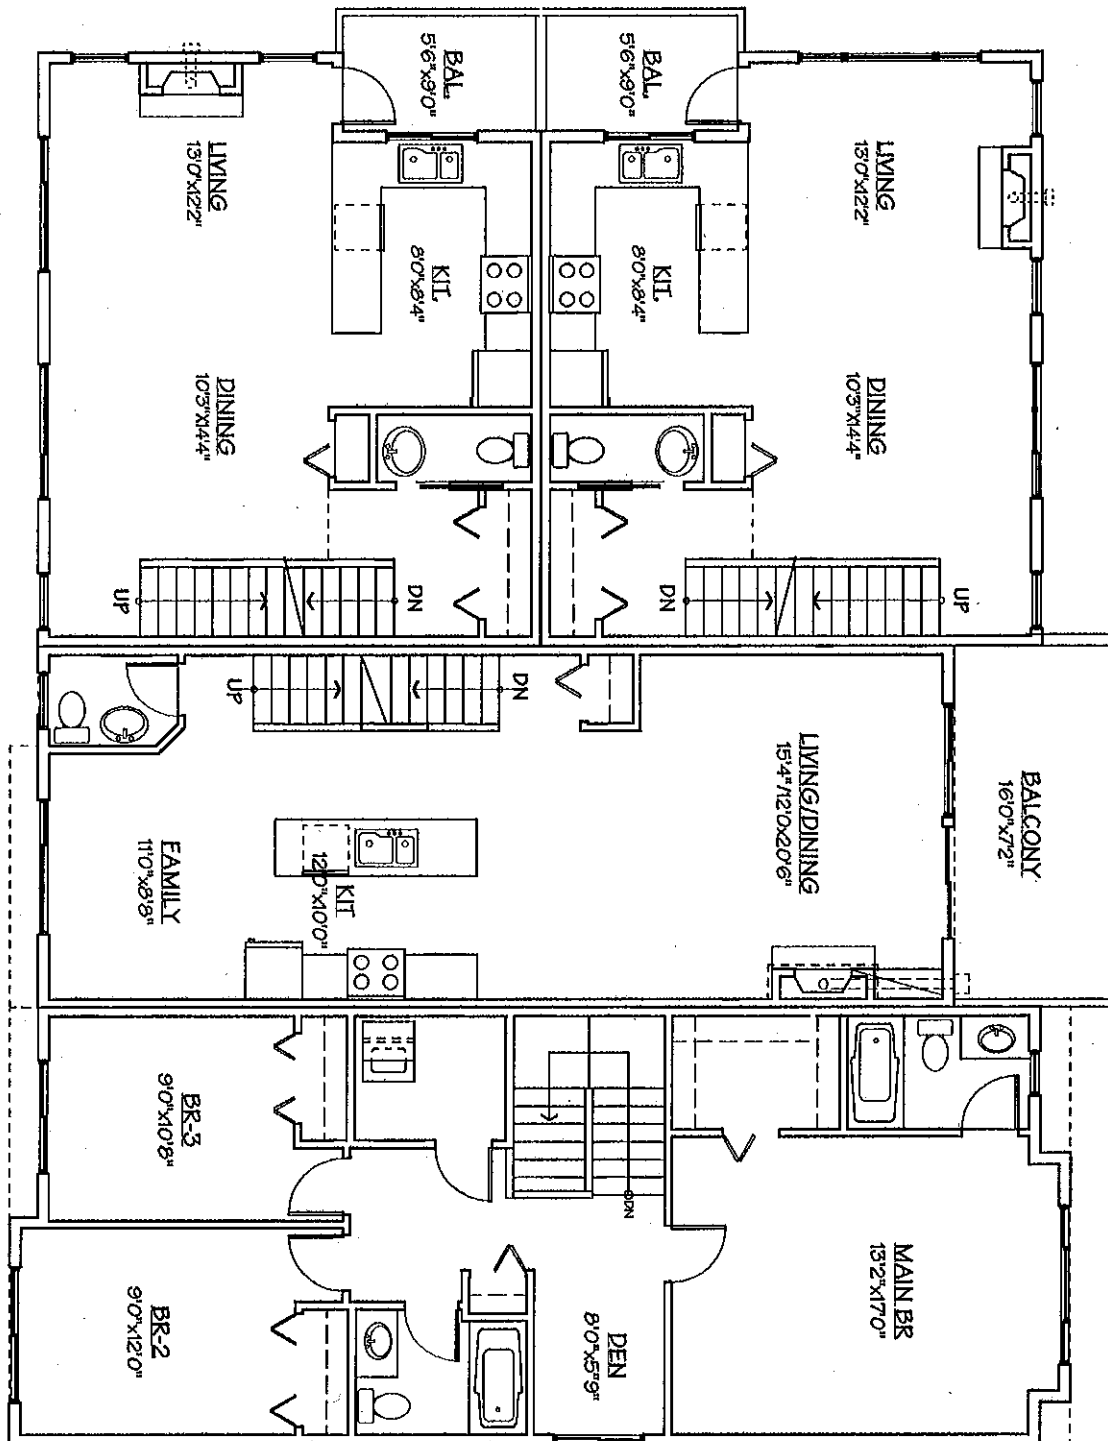 BAL.
5'6"x9'0"
BAL
5'6"x9'0"
LIVING
13'0"x12'2"
LIVING
13'0"x12'2"
KIT.
8'0"x8'4"
KIT.
8'0"x8'4"
DINING
10'3"x14'4"
DINING
10'3"x14'4"
UP
DN
DN
UP
UP
DN
LIVING/DINING
15'4"/12'0x20'6"
BALCONY
16'0"x7'2"
FAMILY
11'0"x8'8"
KIT
12'0"x10'0"
BR-3
9'0"x10'8"
DN
MAIN BR
13'2"x17'0"
BR-2
9'0"x12'0"
DEN
8'0"x5'9"